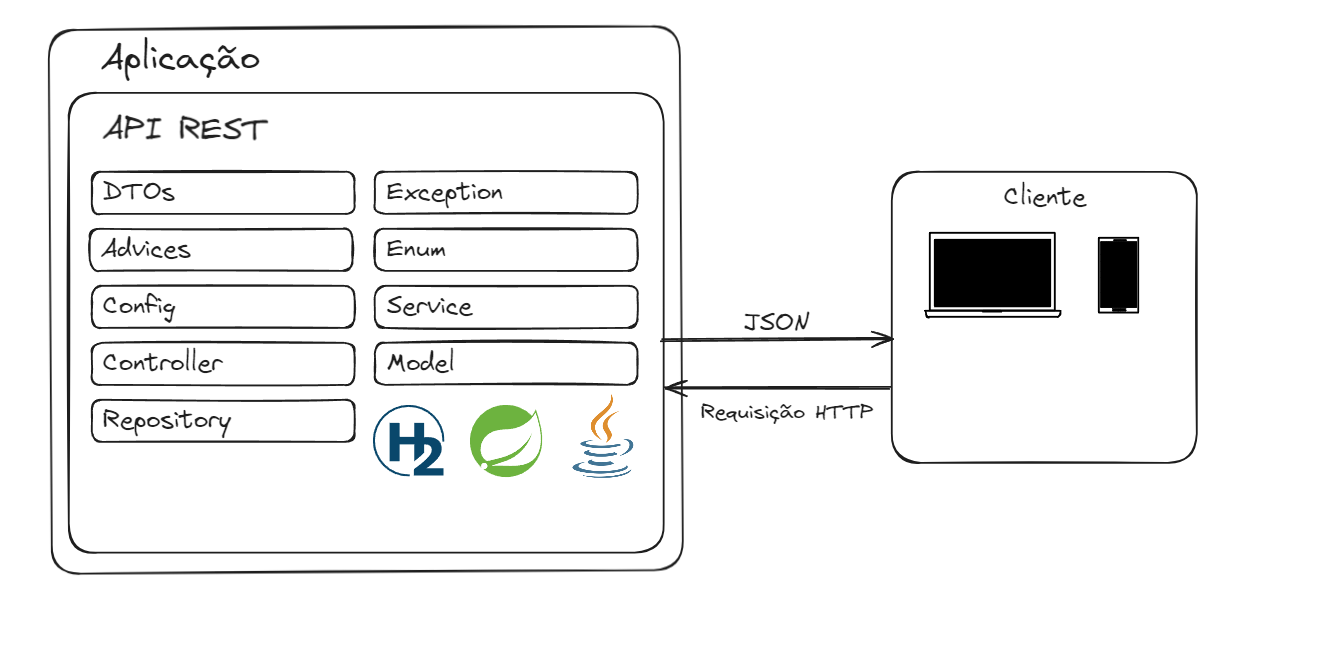 Aplicação
API REST
DTOs
Exception
Advices
Enum
Config
Service
Controller
Model
Repository
H2
Cliente
JSON
Requisição HTTP